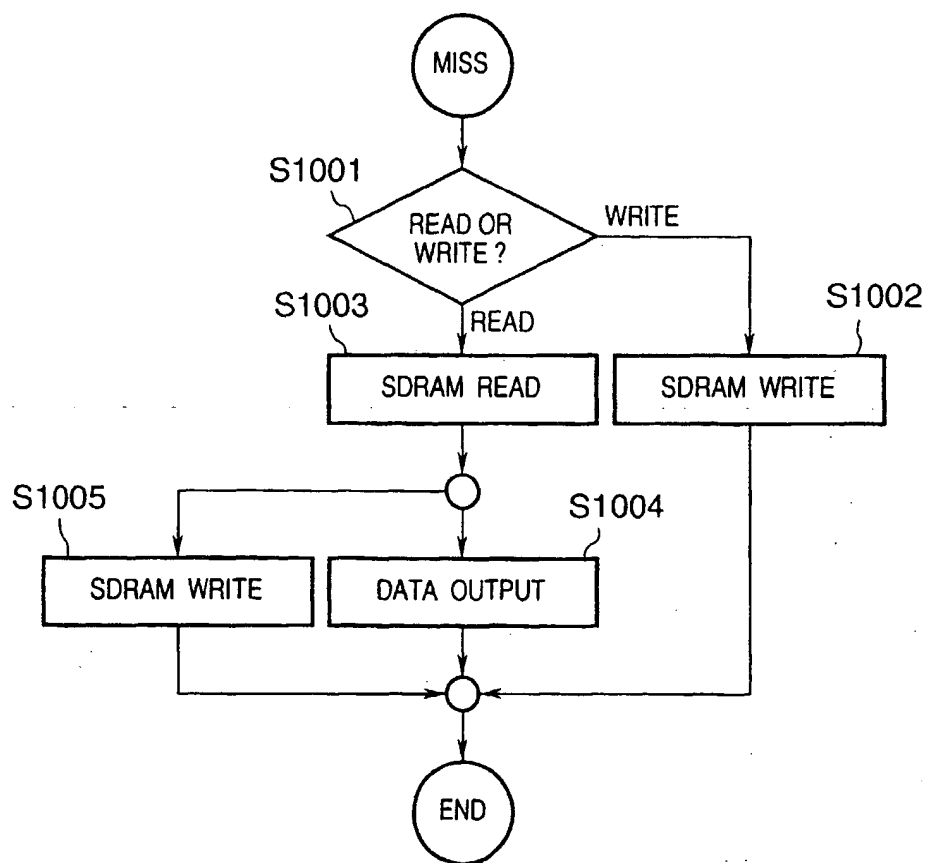 MISS
S1001
READ OR
WRITE ?
WRITE
READ
S1003
S1002
SDRAM READ
SDRAM WRITE
S1005
S1004
SDRAM WRITE
DATA OUTPUT
END